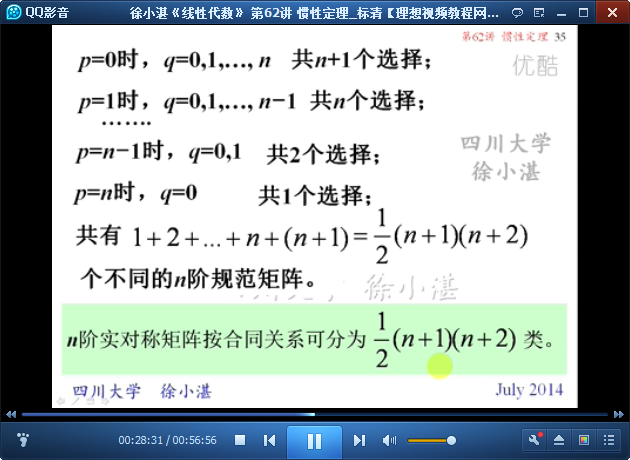 QQ影音
徐小湛《线性代数》 第62讲 惯性定理_标清【理想视频教程网...
第62讲 惯性定理 35
优酷
p=0时，q=0,1,…, n 共n+1个选择；
p=1时，q=0,1,…, n−1 共n个选择；
…….
四川大学
徐小湛
p=n−1时，q=0,1 共2个选择；
p=n时，q=0 共1个选择；
共有 1+2+...+n+(n+1)=1/2(n+1)(n+2)
个不同的n阶规范矩阵。
徐小湛
n阶实对称矩阵按合同关系可分为 1/2(n+1)(n+2) 类。
四川大学 徐小湛
July 2014
00:28:31 / 00:56:56